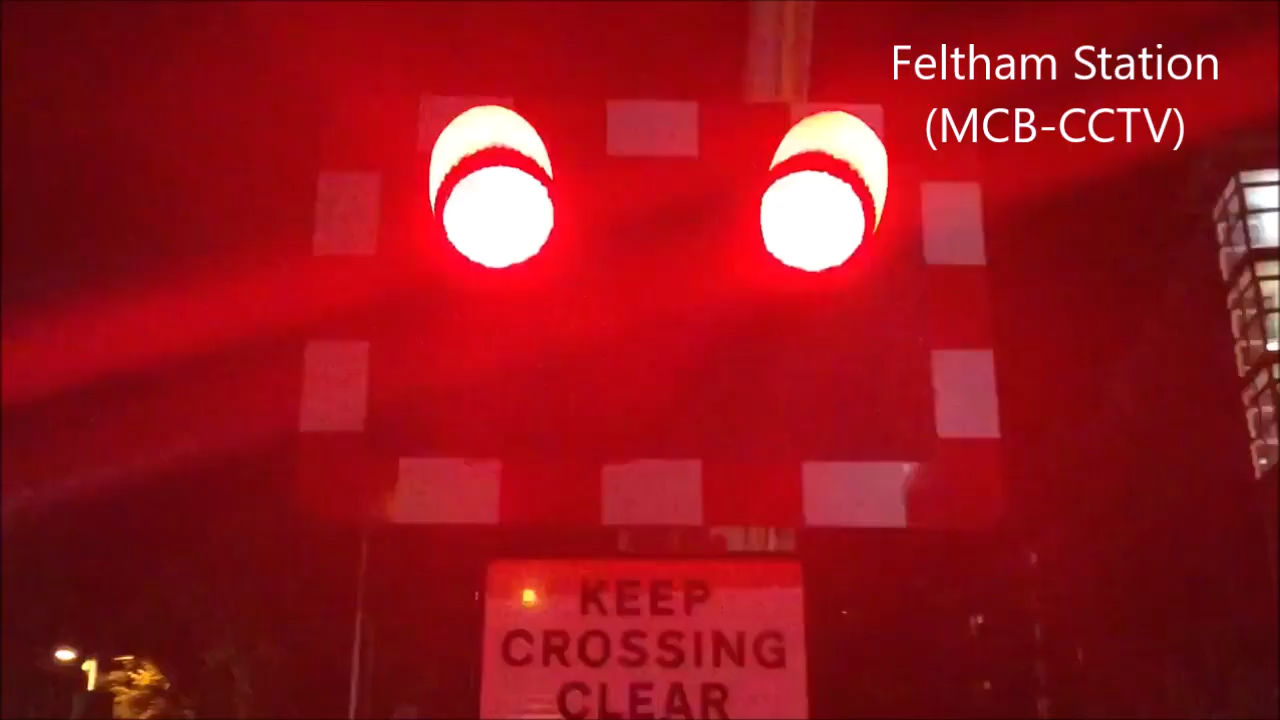 Feltham Station
(MCB-CCTV)
KEEP
CROSSING
CLEAR